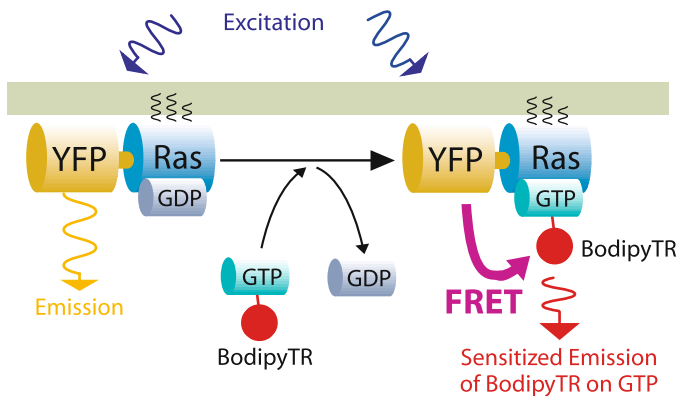 Excitation
YFP
Ras
GDP
YFP
Ras
GTP
BodipyTR
GTP
GDP
BodipyTR
FRET
Emission
Sensitized Emission
of BodipyTR on GTP